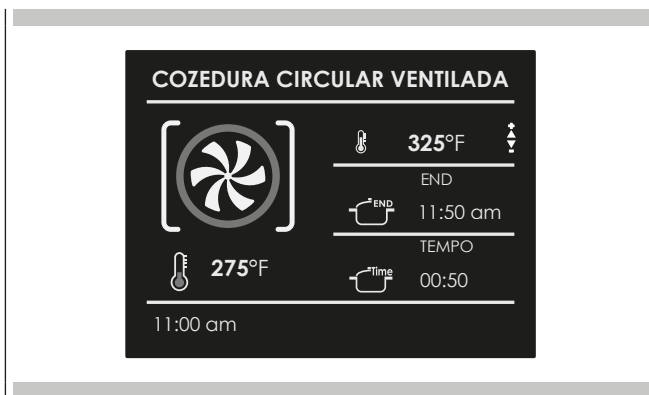 COZEDURA CIRCULAR VENTILADA
325°F
END
END 11:50 am
TEMPO
Time 00:50
275°F
11:00 am